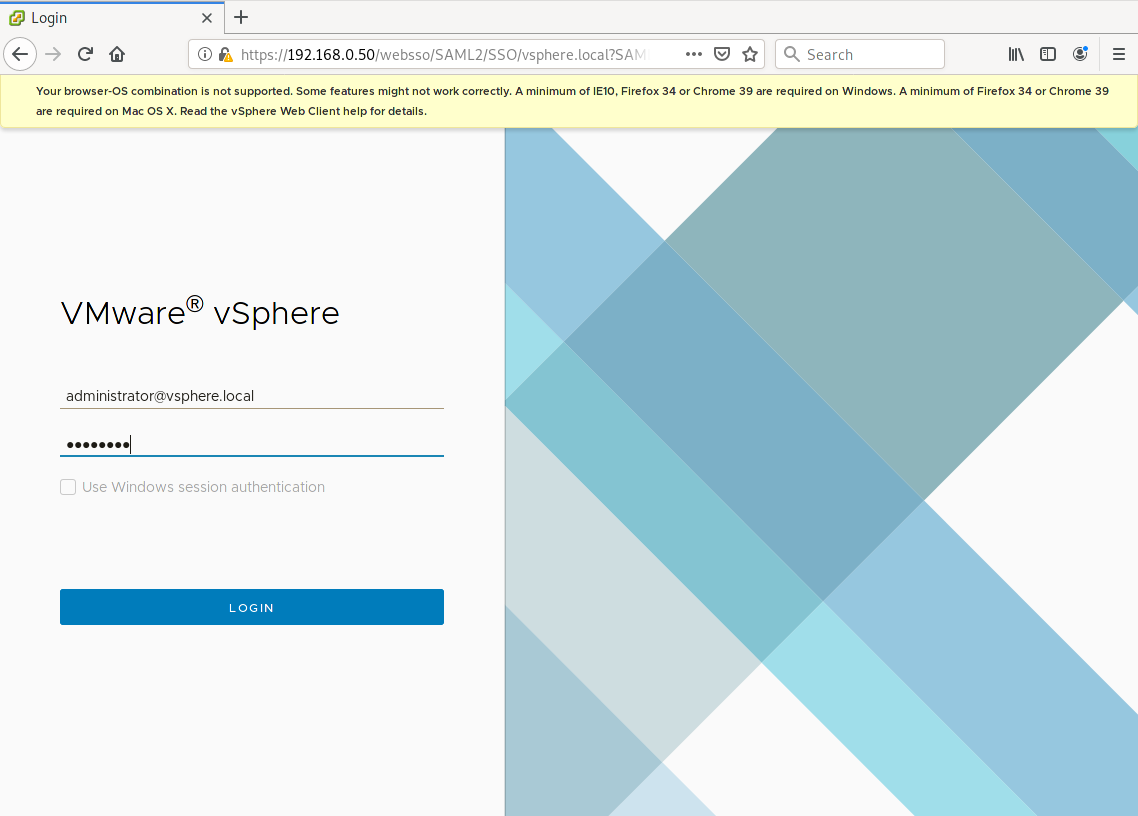 Login
https://192.168.0.50/websso/SAML2/SSO/vsphere.local?SAM
Search
Your browser-OS combination is not supported. Some features might not work correctly. A minimum of IE10, Firefox 34 or Chrome 39 are required on Windows. A minimum of Firefox 34 or Chrome 39
are required on Mac OS X. Read the vSphere Web Client help for details.
VMware® vSphere
administrator@vsphere.local
••••••••
Use Windows session authentication
LOGIN